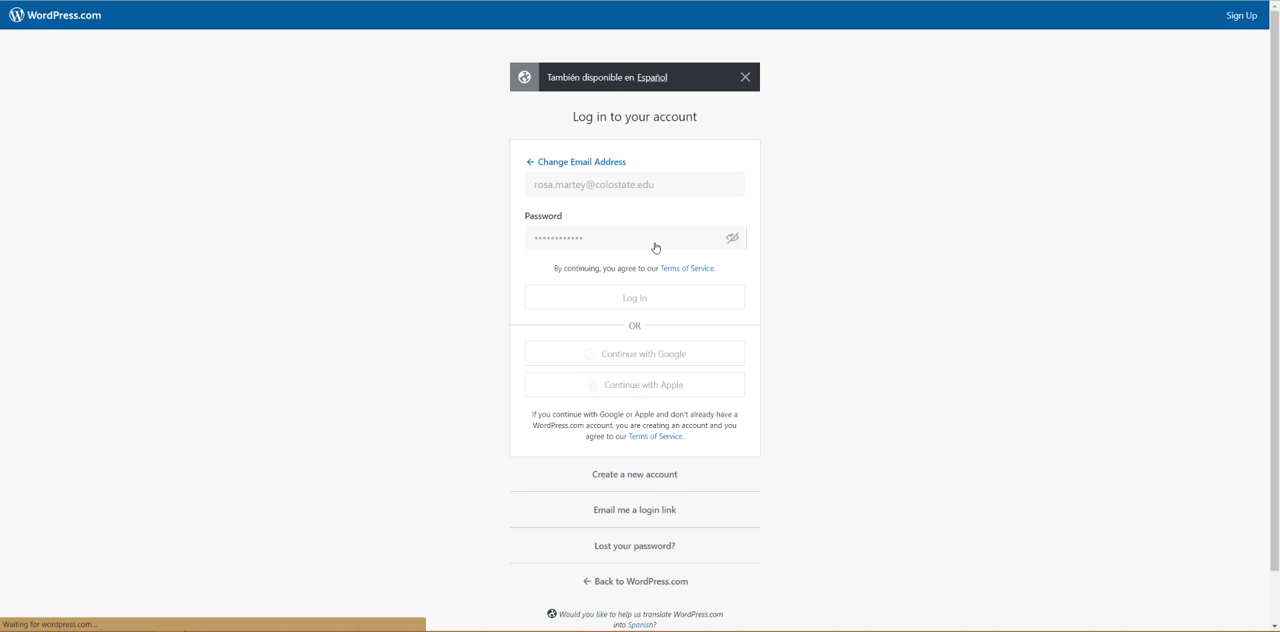 WordPress.com
Sign Up
También disponible en Español
Log in to your account
← Change Email Address
rosa.martey@colostate.edu
Password
************
By continuing, you agree to our Terms of Service.
Log In
OR
Continue with Google
Continue with Apple
If you continue with Google or Apple and don't already have a
WordPress.com account, you are creating an account and you
agree to our Terms of Service.
Create a new account
Email me a login link
Lost your password?
← Back to WordPress.com
Would you like to help us translate WordPress.com
into Spanish?
Waiting for wordpress.com...